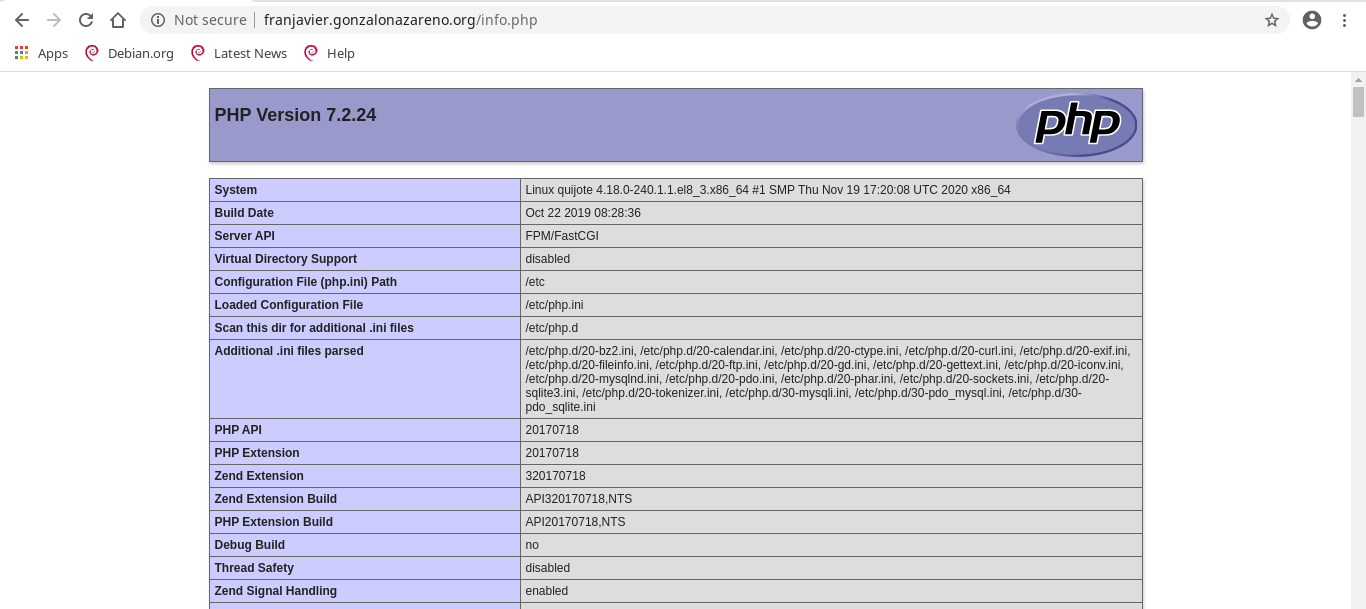 Not secure franjavier.gonzalonazareno.org/info.php
Apps Debian.org Latest News Help
PHP Version 7.2.24 php
System Linux quijote 4.18.0-240.1.1.el8_3.x86_64 #1 SMP Thu Nov 19 17:20:08 UTC 2020 x86_64
Build Date Oct 22 2019 08:28:36
Server API FPM/FastCGI
Virtual Directory Support disabled
Configuration File (php.ini) Path /etc
Loaded Configuration File /etc/php.ini
Scan this dir for additional .ini files /etc/php.d
Additional .ini files parsed /etc/php.d/20-bz2.ini, /etc/php.d/20-calendar.ini, /etc/php.d/20-ctype.ini, /etc/php.d/20-curl.ini, /etc/php.d/20-exif.ini,
/etc/php.d/20-fileinfo.ini, /etc/php.d/20-ftp.ini, /etc/php.d/20-gd.ini, /etc/php.d/20-gettext.ini, /etc/php.d/20-iconv.ini,
/etc/php.d/20-mysqlnd.ini, /etc/php.d/20-pdo.ini, /etc/php.d/20-phar.ini, /etc/php.d/20-sockets.ini, /etc/php.d/20-
sqlite3.ini, /etc/php.d/20-tokenizer.ini, /etc/php.d/30-mysqli.ini, /etc/php.d/30-pdo_mysql.ini, /etc/php.d/30-
pdo_sqlite.ini
PHP API 20170718
PHP Extension 20170718
Zend Extension 320170718
Zend Extension Build API320170718,NTS
PHP Extension Build API20170718,NTS
Debug Build no
Thread Safety disabled
Zend Signal Handling enabled